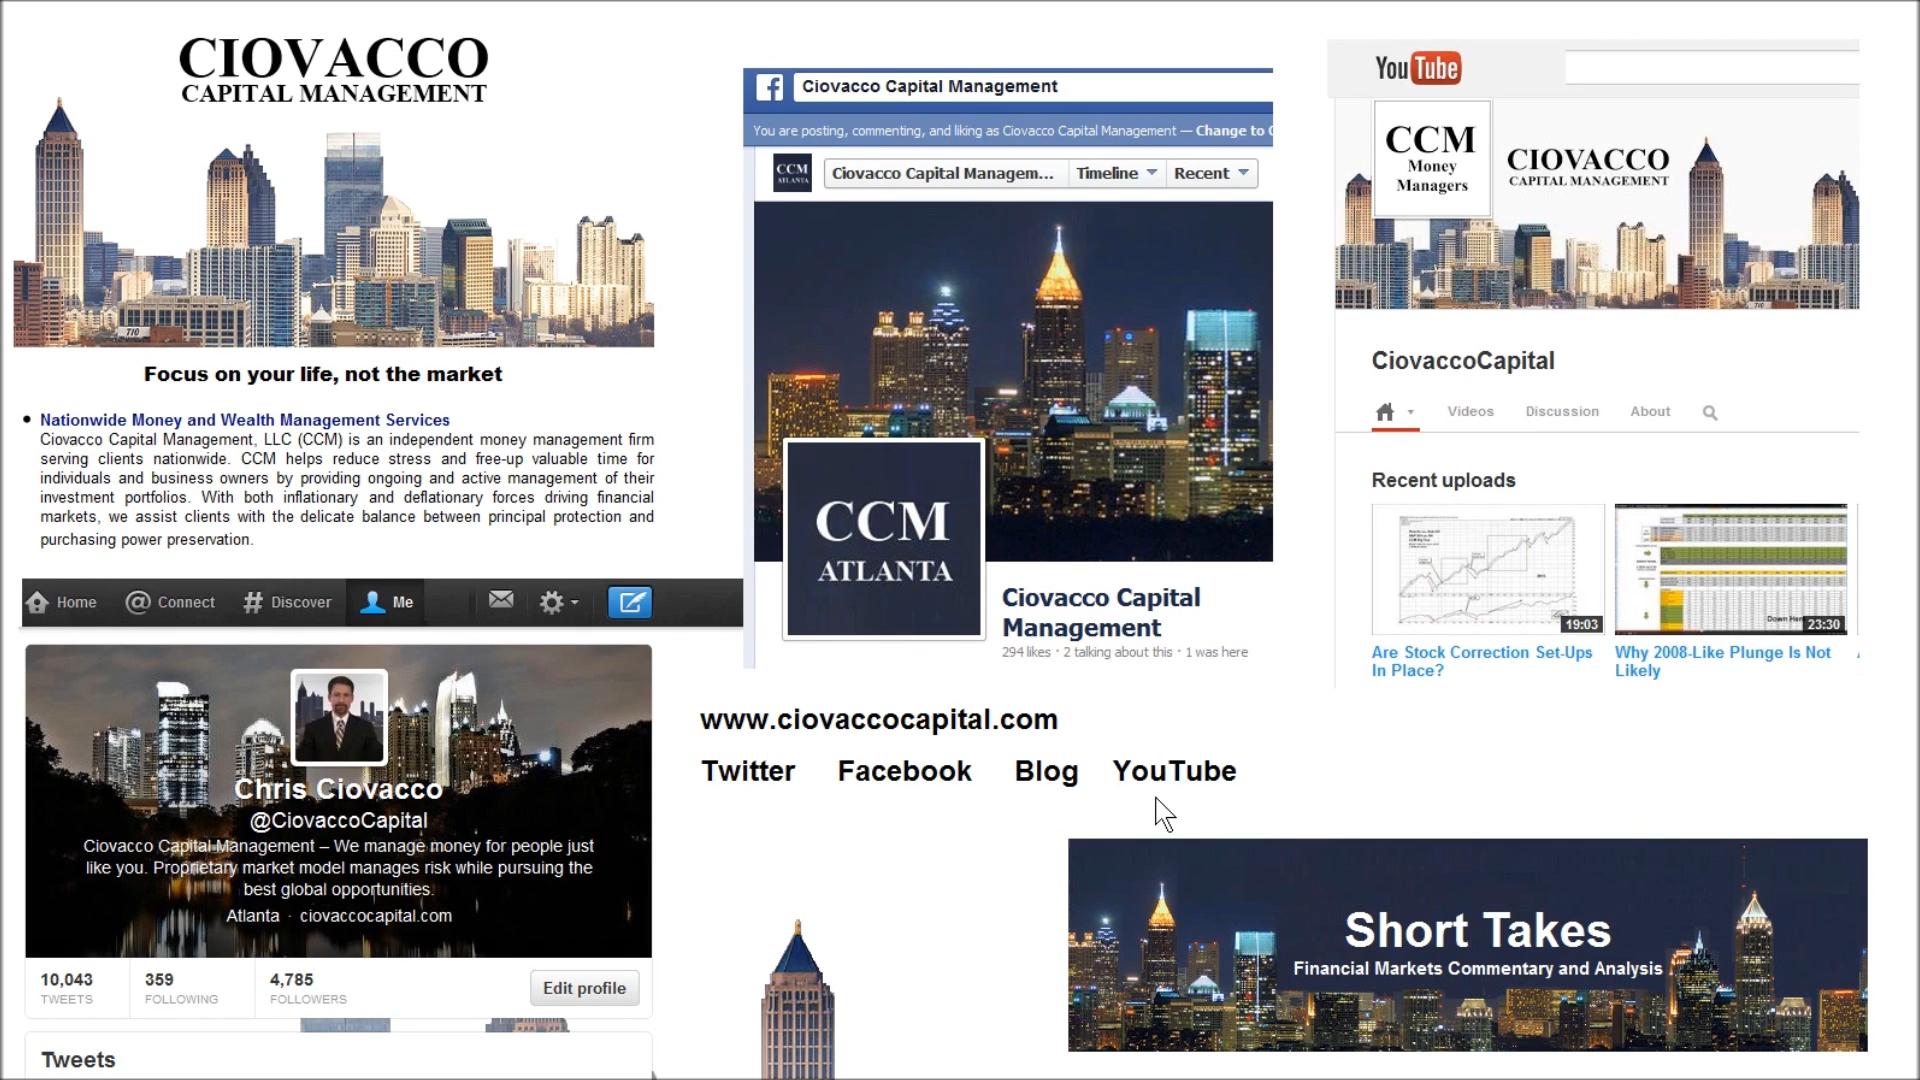 CIOVACCO
CAPITAL MANAGEMENT
710
Focus on your life, not the market
• Nationwide Money and Wealth Management Services
Ciovacco Capital Management, LLC (CCM) is an independent money management firm
serving clients nationwide. CCM helps reduce stress and free-up valuable time for
individuals and business owners by providing ongoing and active management of their
investment portfolios. With both inflationary and deflationary forces driving financial
markets, we assist clients with the delicate balance between principal protection and
purchasing power preservation.
Home Connect Discover Me
Chris Ciovacco
@CiovaccoCapital
Ciovacco Capital Management – We manage money for people just
like you. Proprietary market model manages risk while pursuing the
best global opportunities.
Atlanta · ciovaccocapital.com
10,043 359 4,785
TWEETS FOLLOWING FOLLOWERS
Edit profile
Tweets
Ciovacco Capital Management
You are posting, commenting, and liking as Ciovacco Capital Management — Change to
CCM
ATLANTA
Ciovacco Capital Managem... Timeline Recent
CCM
ATLANTA
Ciovacco Capital
Management
294 likes · 2 talking about this · 1 was here
www.ciovaccocapital.com
Twitter Facebook Blog YouTube
YouTube
CCM
Money
Managers
CIOVACCO
CAPITAL MANAGEMENT
710
CiovaccoCapital
Videos Discussion About
Recent uploads
19:03
23:30
Are Stock Correction Set-Ups
In Place?
Why 2008-Like Plunge Is Not
Likely
Short Takes
Financial Markets Commentary and Analysis